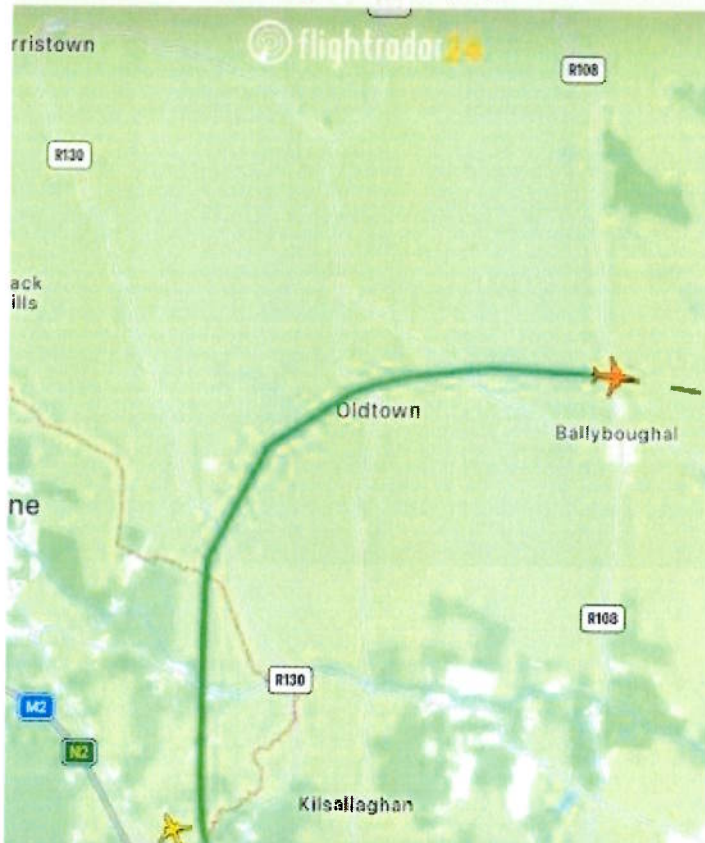 rristown
flightradar24
R108
R130
ack
ills
Oldtown
Ballyboughal
ne
R108
R130
M2
N2
Kilsallaghan